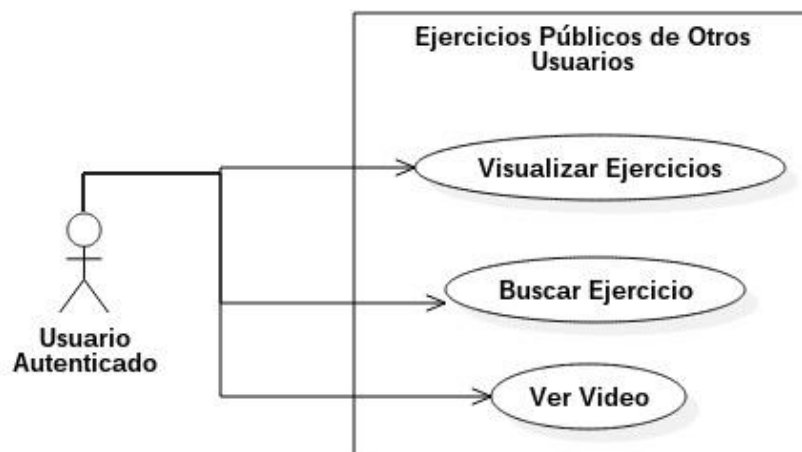 Ejercicios Públicos de Otros
Usuarios
Visualizar Ejercicios
Buscar Ejercicio
Usuario
Autenticado
Ver Video